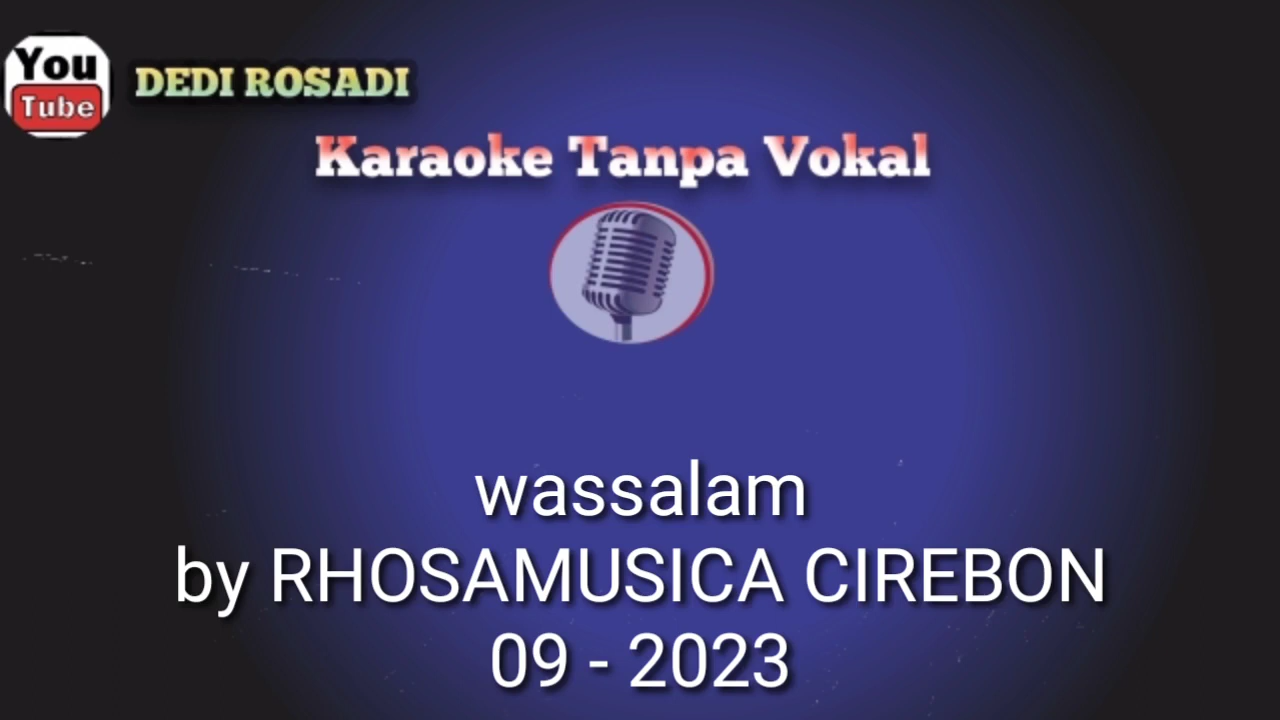 You
Tube
DEDI ROSADI
Karaoke Tanpa Vokal
wassalam
by RHOSAMUSICA CIREBON
09 - 2023